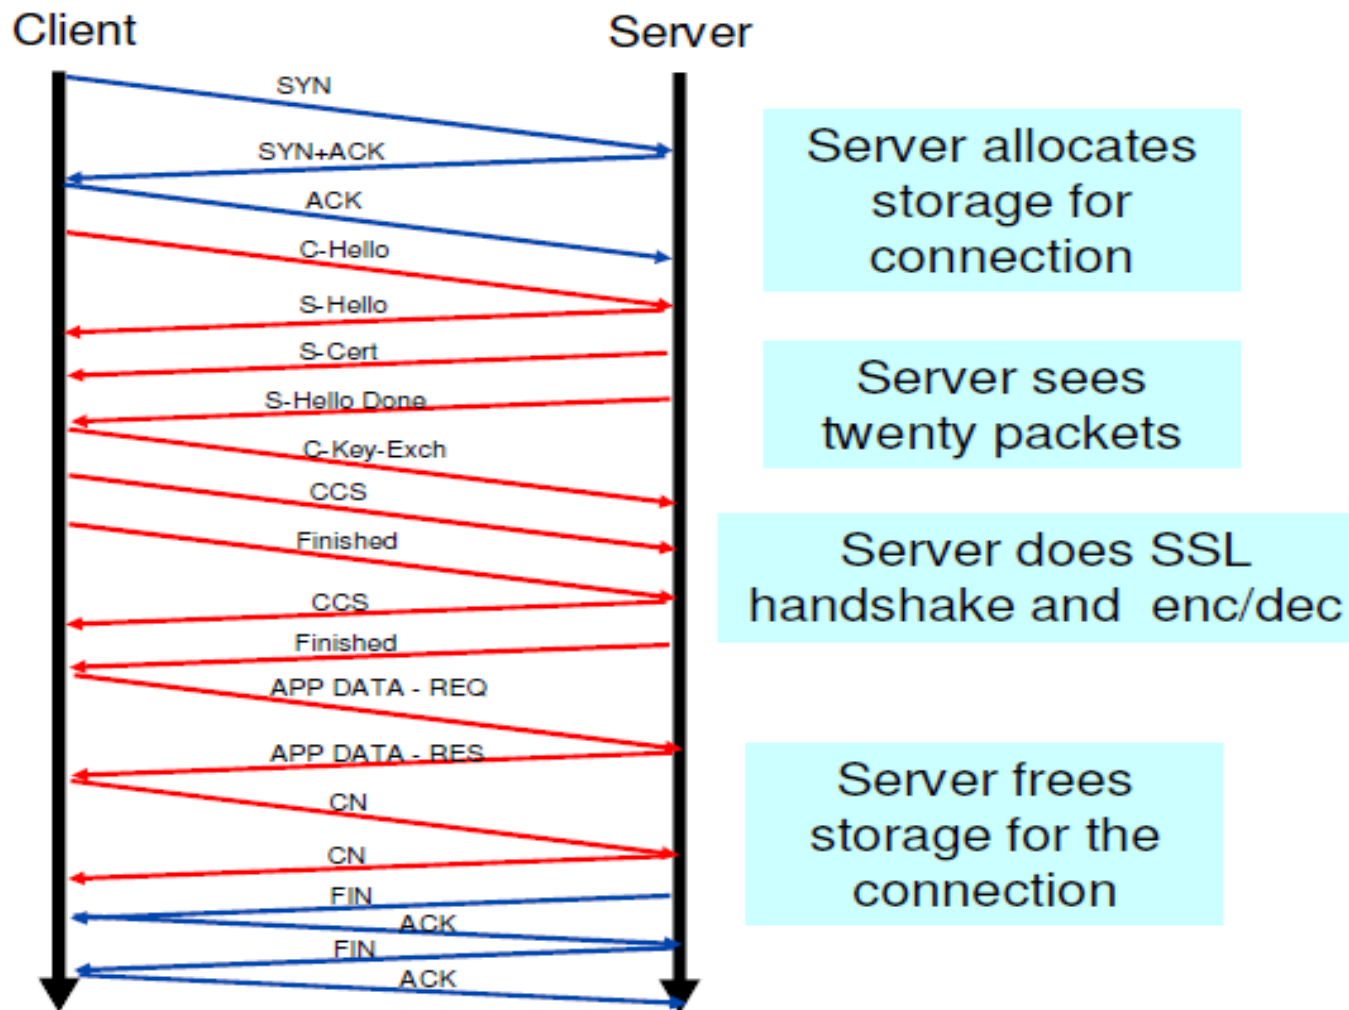 Client
Server
SYN
SYN+ACK
ACK
C-Hello
S-Hello
S-Cert
S-Hello Done
C-Key-Exch
CCS
Finished
CCS
Finished
APP DATA - REQ
APP DATA - RES
CN
CN
FIN
ACK
FIN
ACK
Server allocates
storage for
connection
Server sees
twenty packets
Server does SSL
handshake and enc/dec
Server frees
storage for the
connection